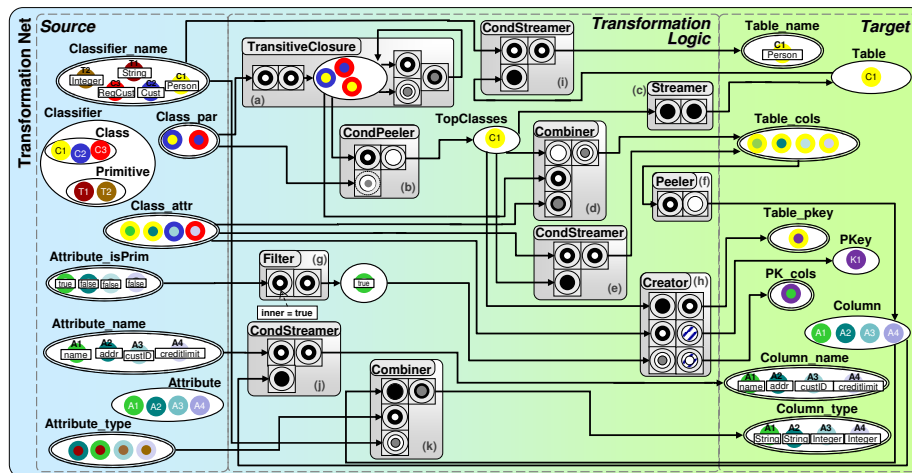 Transformation Net
Source
Transformation
Logic
Target
Classifier_name
T2
Integer
T1
String
C3
RegCust
C2
Cust
C1
Person
Classifier
Class
C1
C2
C3
Primitive
T1
T2
Class_par
Class_attr
Attribute_isPrim
true
false
false
false
Attribute_name
A1
name
A2
addr
A3
custID
A4
creditlimit
Attribute
A1
A2
A3
A4
Attribute_type
TransitiveClosure
(a)
CondPeeler
(b)
TopClasses
C1
CondStreamer
(i)
Streamer
(c)
Combiner
(d)
CondStreamer
(e)
Peeler
(f)
Filter
(g)
inner = true
true
Creator
(h)
CondStreamer
(j)
Combiner
(k)
Table_name
C1
Person
Table
C1
Table_cols
Table_pkey
PKey
K1
PK_cols
Column
A1
A2
A3
A4
Column_name
A1
name
A2
addr
A3
custID
A4
creditlimit
Column_type
A1
String
A2
String
A3
Integer
A4
Integer